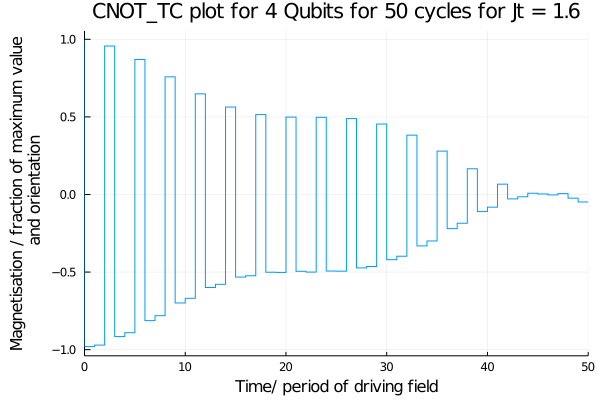 CNOT_TC plot for 4 Qubits for 50 cycles for Jt = 1.6
Magnetisation / fraction of maximum value
and orientation
1.0
0.5
0.0
−0.5
−1.0
0 10 20 30 40 50
Time/ period of driving field